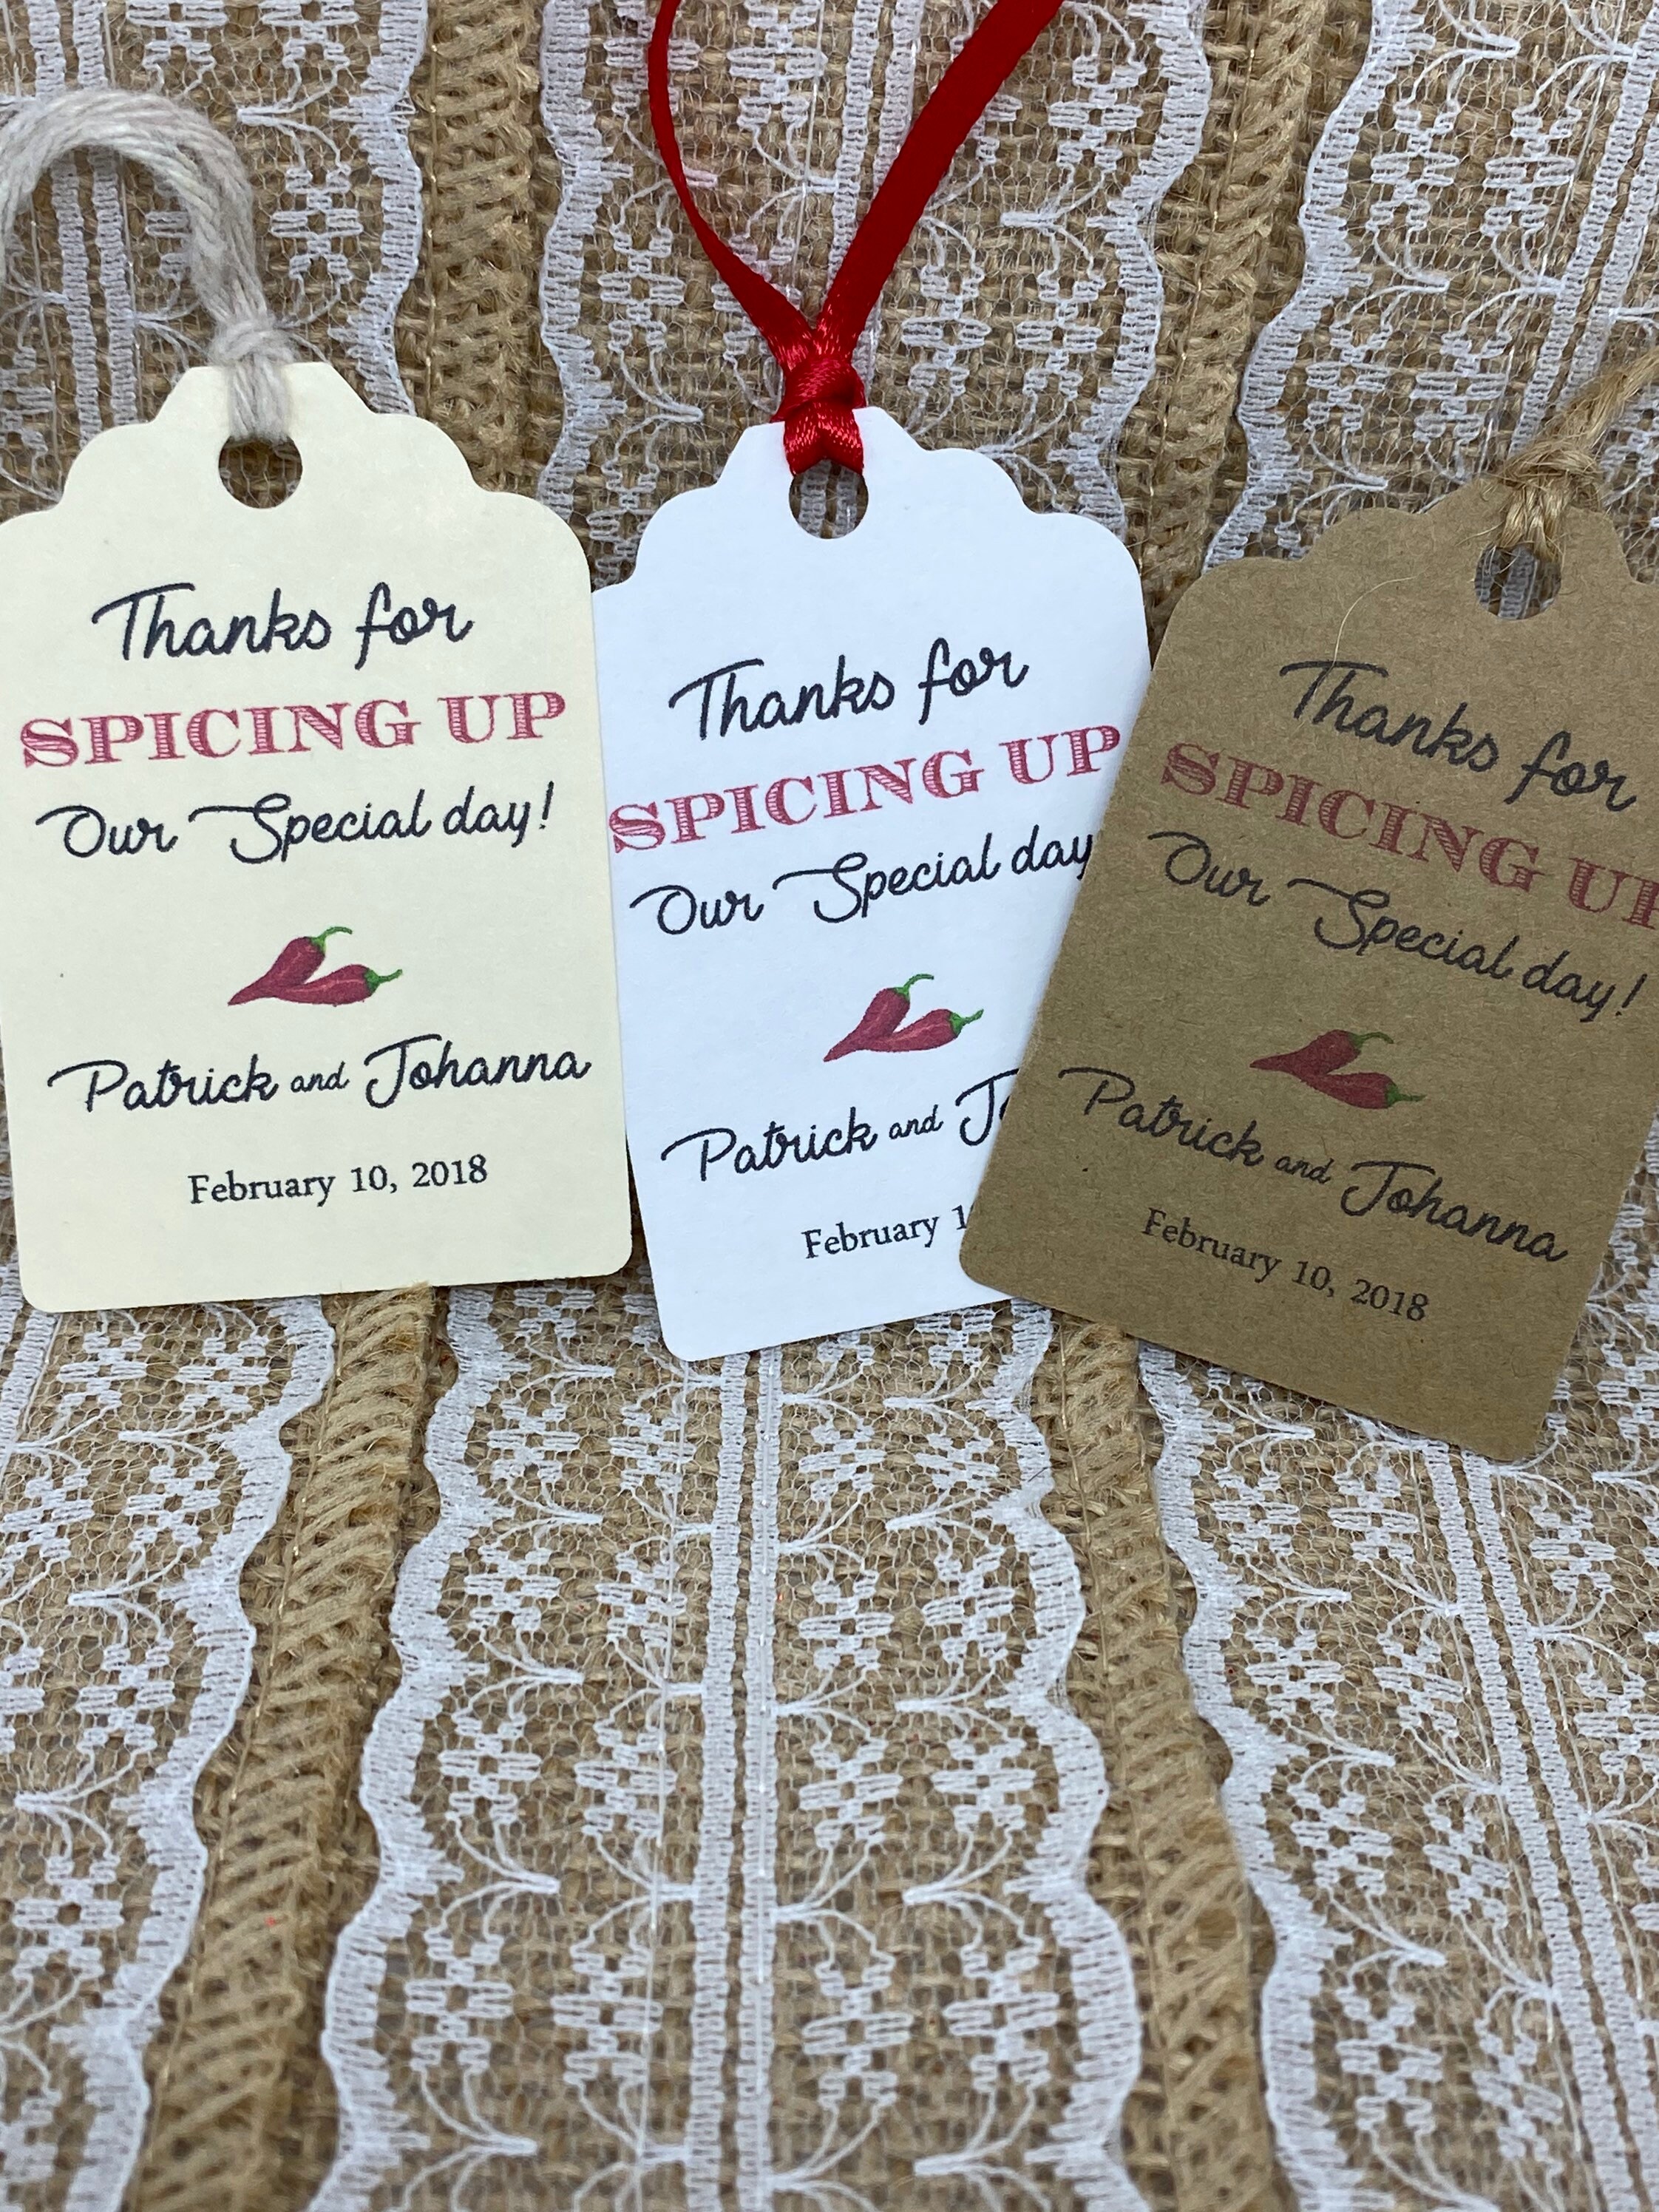 Thanks for
SPICING UP
Our Special day!
Patrick and Johanna
February 10, 2018
Thanks for
SPICING UP
Our Special day
Patrick and
February
Thanks for
SPICING UP
Our Special day!
Patrick and Johanna
February 10, 2018